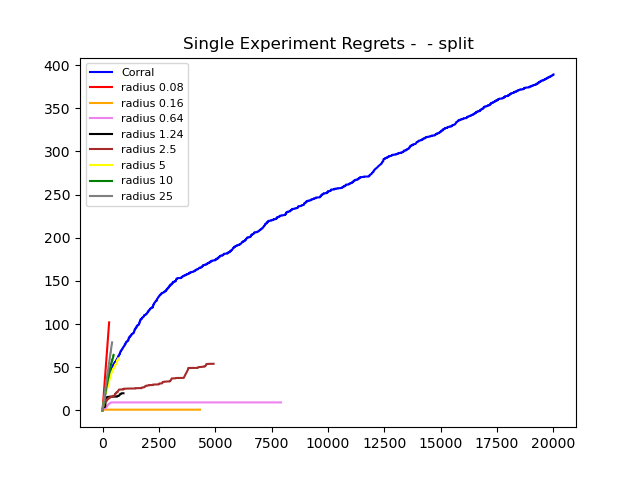 Single Experiment Regrets -  - split
400
350
300
250
200
150
100
50
0
Corral
radius 0.08
radius 0.16
radius 0.64
radius 1.24
radius 2.5
radius 5
radius 10
radius 25
0 2500 5000 7500 10000 12500 15000 17500 20000